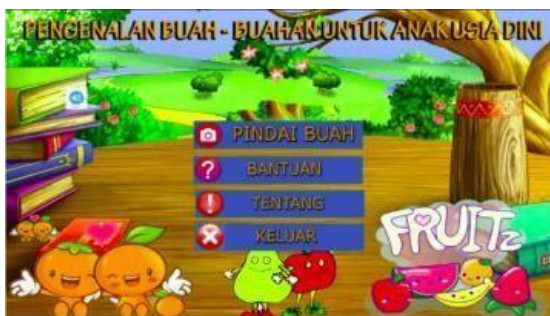 PENGENALAN BUAH - BUAHAN UNTUK ANAK USIA DINI
PINDAI BUAH
BANTUAN
TENTANG
KELUAR
FRUITz